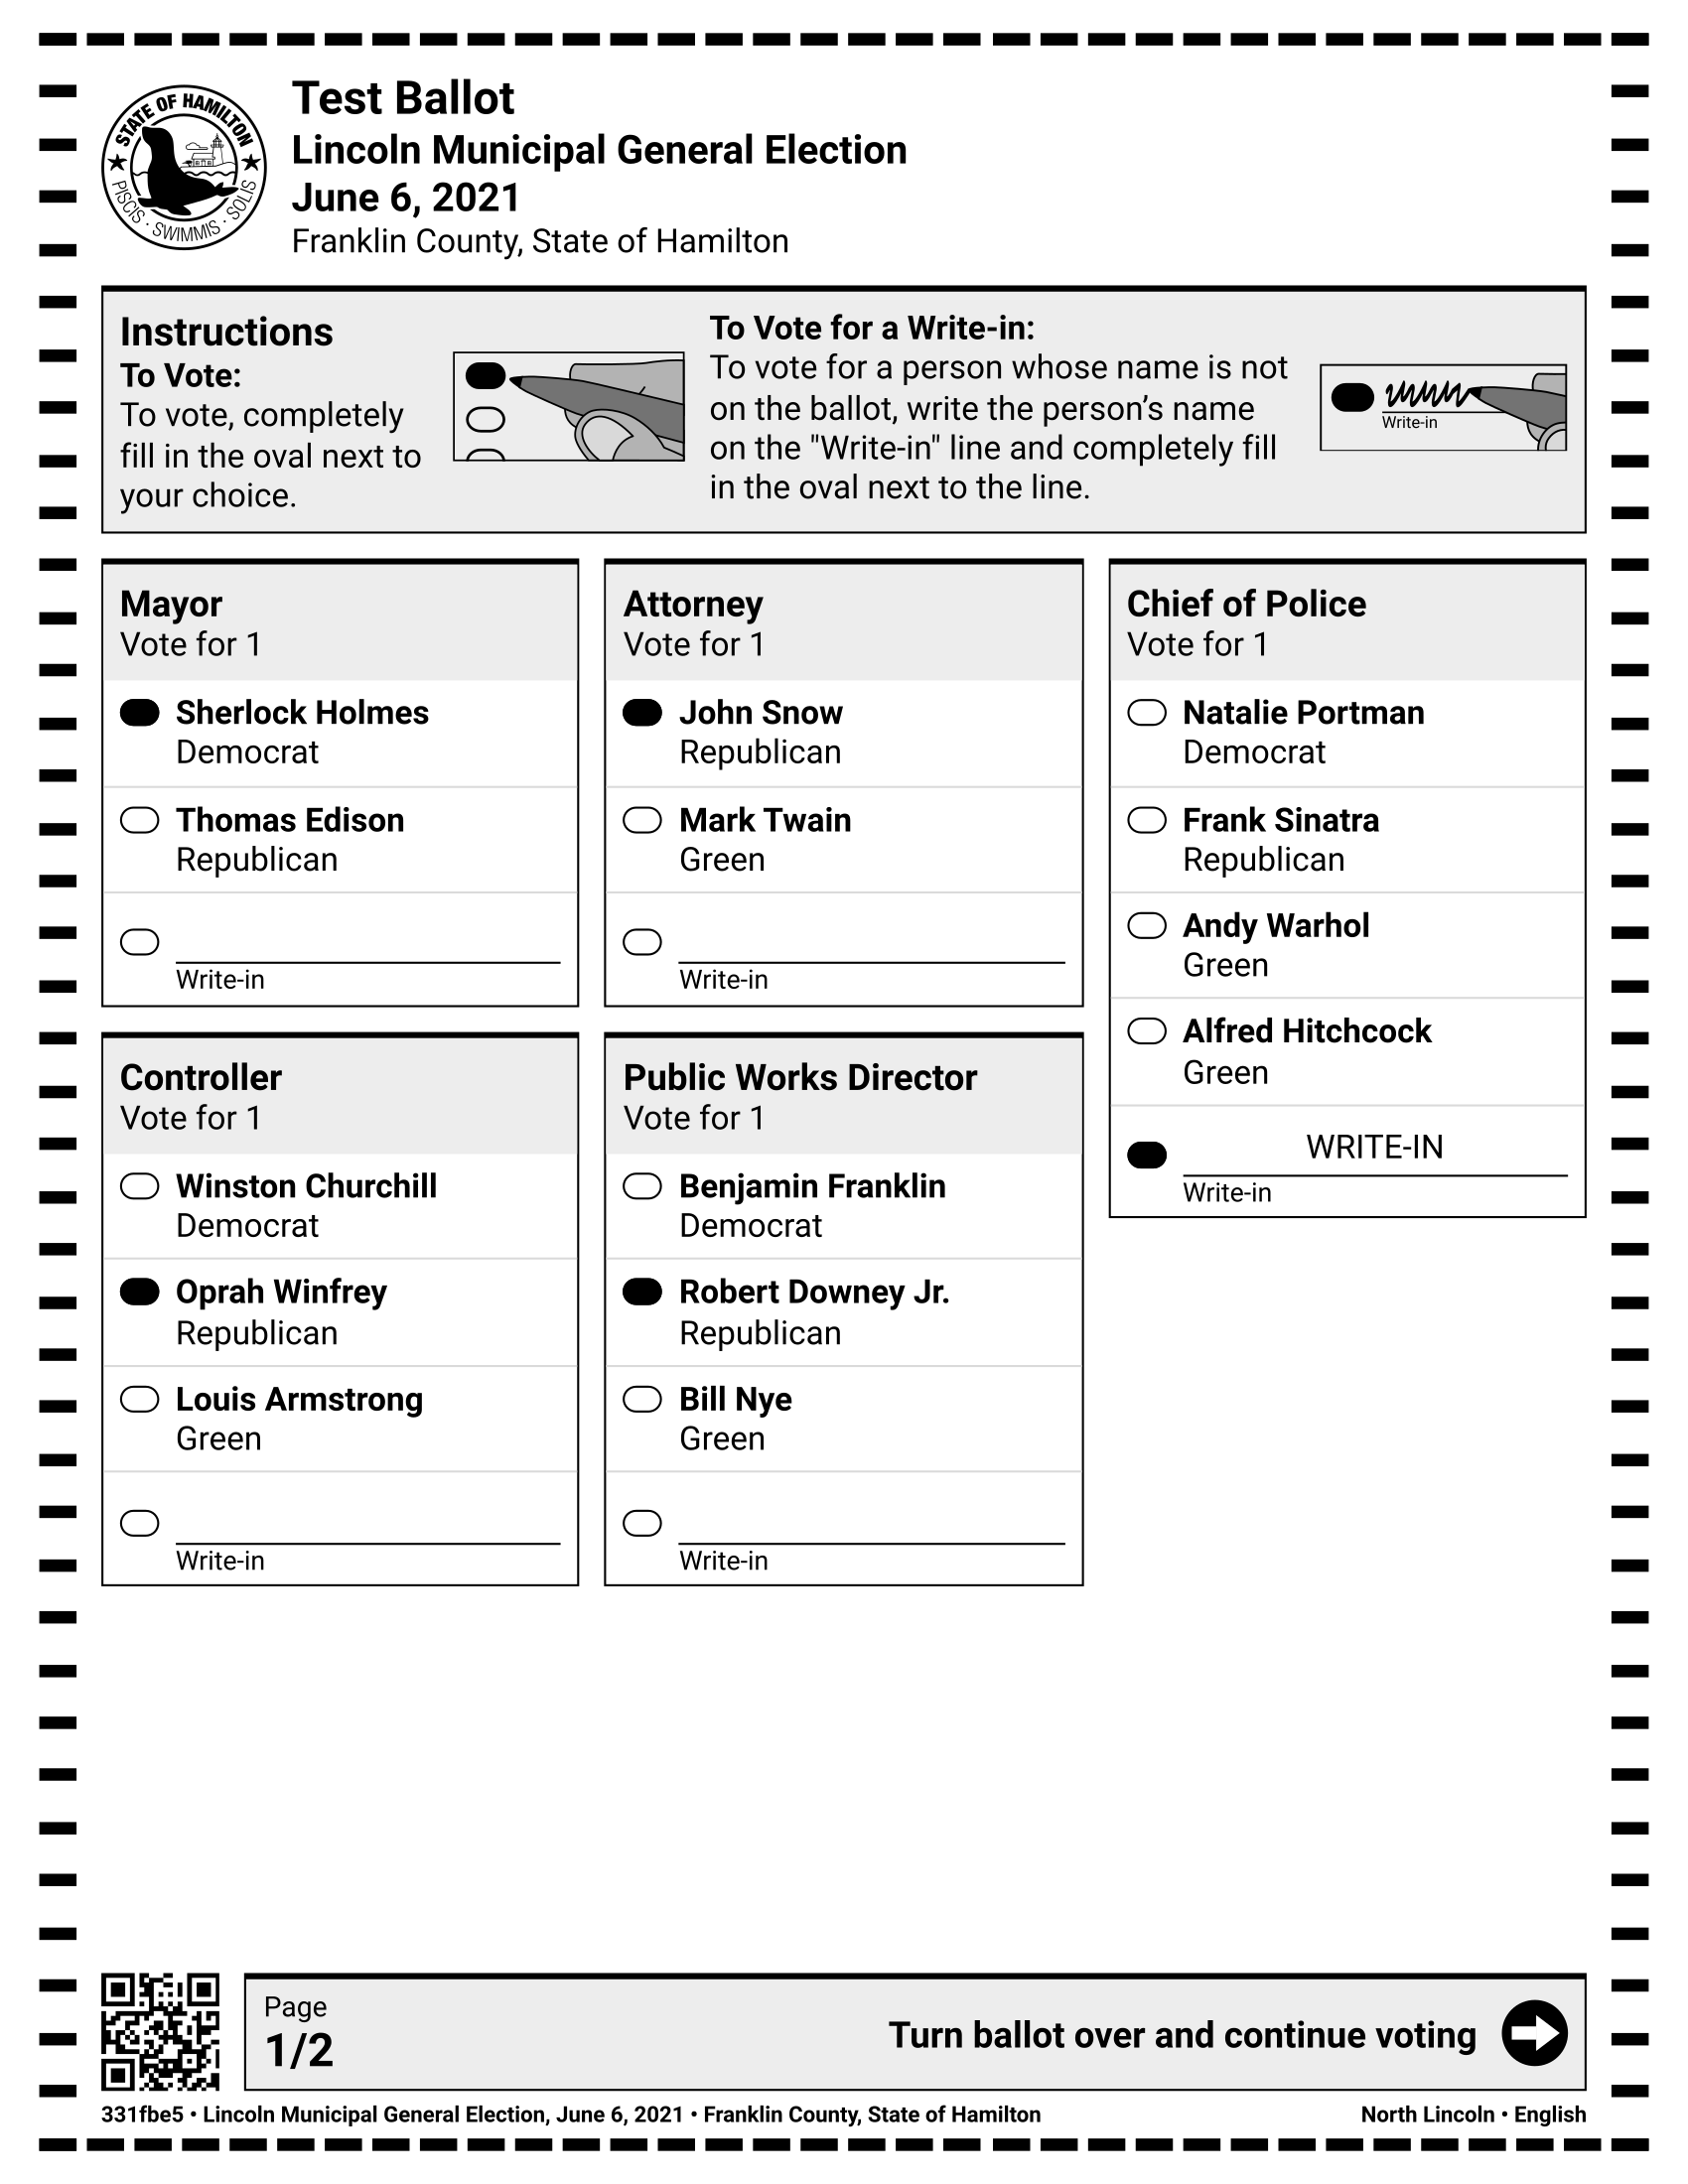 STATE OF HAMILTON
PISCIS · SWIMMIS · SOLIS
Test Ballot
Lincoln Municipal General Election
June 6, 2021
Franklin County, State of Hamilton
Instructions
To Vote:
To vote, completely
fill in the oval next to
your choice.
To Vote for a Write-in:
To vote for a person whose name is not
on the ballot, write the person’s name
on the "Write-in" line and completely fill
in the oval next to the line.
Write-in
Mayor
Vote for 1
Sherlock Holmes
Democrat
Thomas Edison
Republican
Write-in
Controller
Vote for 1
Winston Churchill
Democrat
Oprah Winfrey
Republican
Louis Armstrong
Green
Write-in
Attorney
Vote for 1
John Snow
Republican
Mark Twain
Green
Write-in
Public Works Director
Vote for 1
Benjamin Franklin
Democrat
Robert Downey Jr.
Republican
Bill Nye
Green
Write-in
Chief of Police
Vote for 1
Natalie Portman
Democrat
Frank Sinatra
Republican
Andy Warhol
Green
Alfred Hitchcock
Green
WRITE-IN
Write-in
Page
1/2
Turn ballot over and continue voting
331fbe5 • Lincoln Municipal General Election, June 6, 2021 • Franklin County, State of Hamilton
North Lincoln • English